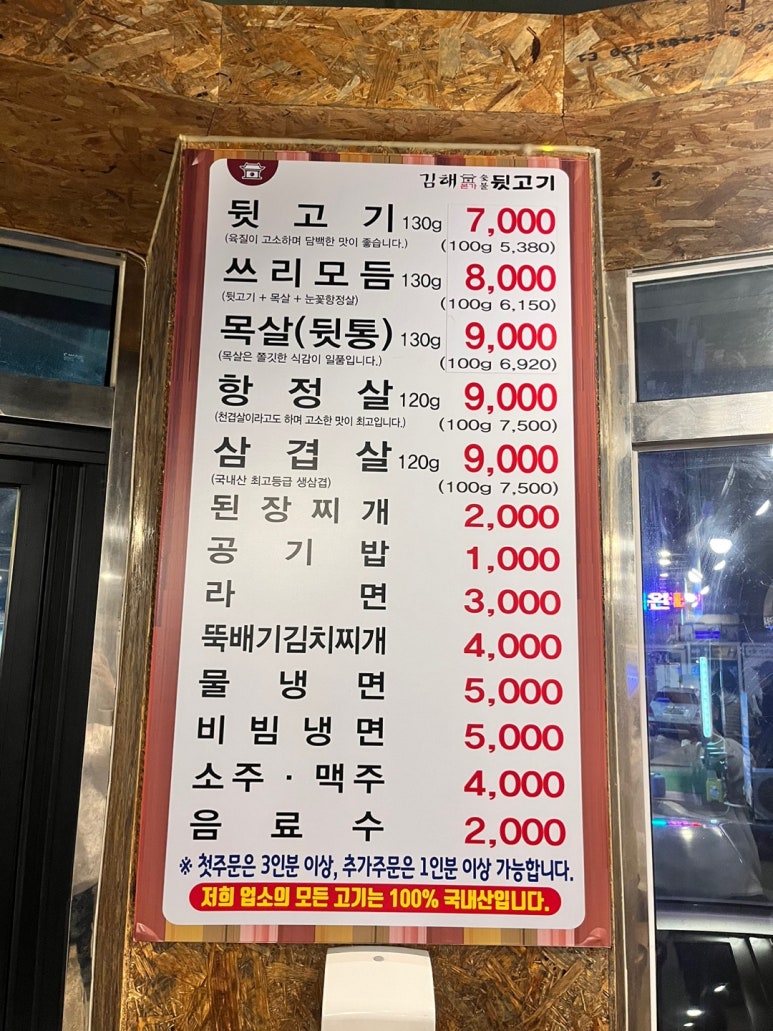 김해 본가 숯불 뒷고기
뒷고기 130g 7,000
(육질이 고소하며 담백한 맛이 좋습니다.) (100g 5,380)
쓰리모듬 130g 8,000
(뒷고기 + 목살 + 눈꽃항정살) (100g 6,150)
목살(뒷통) 130g 9,000
(목살은 쫄깃한 식감이 일품입니다.) (100g 6,920)
항정살 120g 9,000
(천겹살이라고도 하며 고소한 맛이 최고입니다.) (100g 7,500)
삼겹살 120g 9,000
(국내산 최고등급 생삼겹) (100g 7,500)
된장찌개 2,000
공기밥 1,000
라면 3,000
뚝배기김치찌개 4,000
물냉면 5,000
비빔냉면 5,000
소주 · 맥주 4,000
음료수 2,000
※ 첫주문은 3인분 이상, 추가주문은 1인분 이상 가능합니다.
저희 업소의 모든 고기는 100% 국내산입니다.